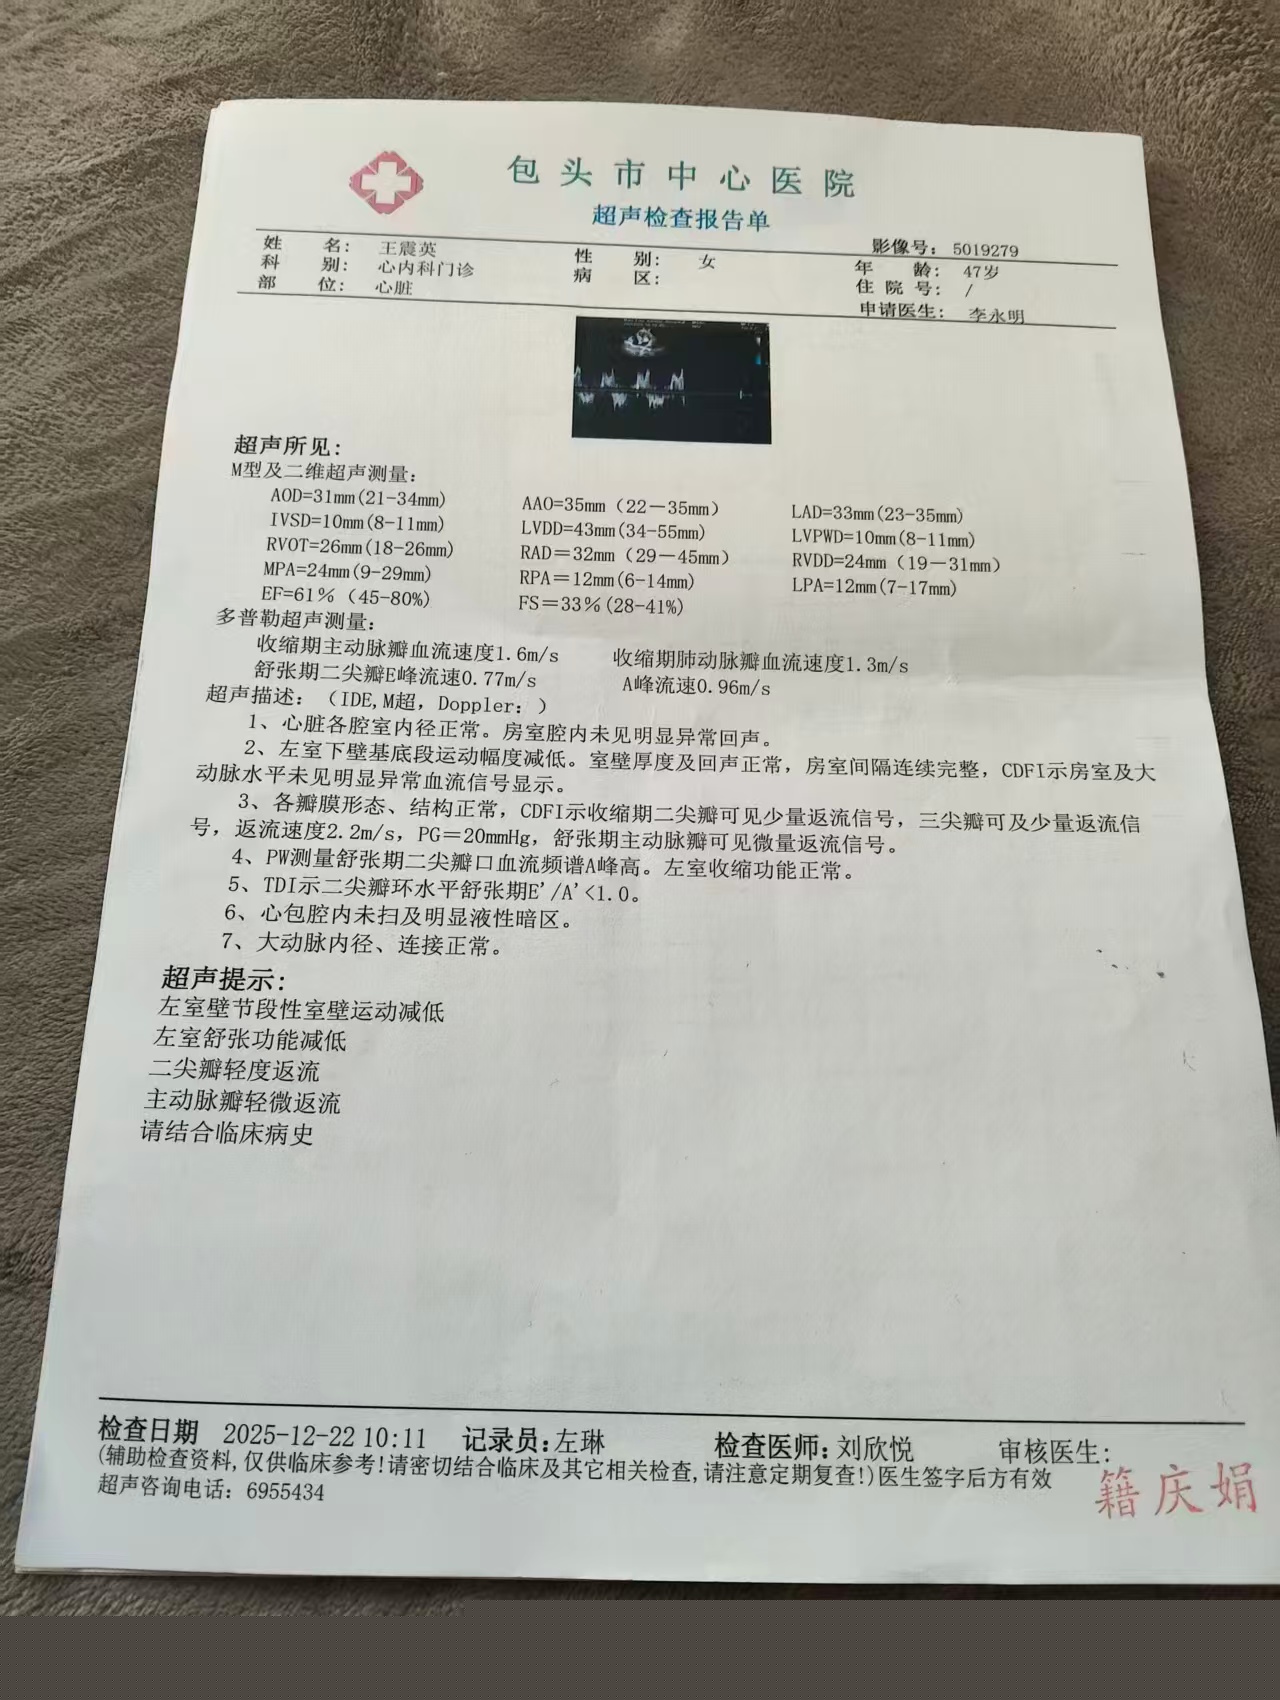 包头市中心医院
超声检查报告单
影像号: 5019279
姓 名: 王震英 性 别: 女 年 龄: 47岁
科 别: 心内科门诊 病 区: 住院号: /
部 位: 心脏 申请医生: 李永明
超声所见:
M型及二维超声测量:
AOD=31mm(21-34mm) AAO=35mm（22－35mm） LAD=33mm(23-35mm)
IVSD=10mm(8-11mm) LVDD=43mm(34-55mm) LVPWD=10mm(8-11mm)
RVOT=26mm(18-26mm) RAD＝32mm（29－45mm） RVDD=24mm（19－31mm）
MPA=24mm(9-29mm) RPA＝12mm(6-14mm) LPA=12mm(7-17mm)
EF=61％（45-80%) FS＝33％(28-41%)
多普勒超声测量:
收缩期主动脉瓣血流速度1.6m/s 收缩期肺动脉瓣血流速度1.3m/s
舒张期二尖瓣E峰流速0.77m/s A峰流速0.96m/s
超声描述: （IDE,M超，Doppler: ）
1、心脏各腔室内径正常。房室腔内未见明显异常回声。
2、左室下壁基底段运动幅度减低。室壁厚度及回声正常，房室间隔连续完整，CDFI示房室及大
动脉水平未见明显异常血流信号显示。
3、各瓣膜形态、结构正常，CDFI示收缩期二尖瓣可见少量返流信号，三尖瓣可及少量返流信
号，返流速度2.2m/s，PG＝20mmHg，舒张期主动脉瓣可见微量返流信号。
4、PW测量舒张期二尖瓣口血流频谱A峰高。左室收缩功能正常。
5、TDI示二尖瓣环水平舒张期E'/A'<1.0。
6、心包腔内未扫及明显液性暗区。
7、大动脉内径、连接正常。
超声提示:
左室壁节段性室壁运动减低
左室舒张功能减低
二尖瓣轻度返流
主动脉瓣轻微返流
请结合临床病史
检查日期 2025-12-22 10:11 记录员:左琳 检查医师:刘欣悦 审核医生:
(辅助检查资料,仅供临床参考!请密切结合临床及其它相关检查,请注意定期复查!)医生签字后方有效
籍庆娟
超声咨询电话: 6955434